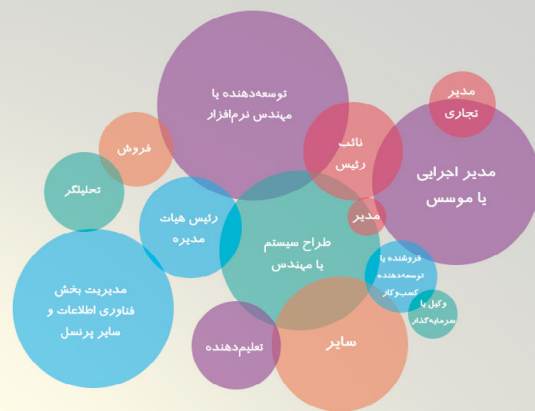 توسعه‌دهنده یا
مهندس نرم‌افزار
مدیر
تجاری
نائب
رئیس
فروش
مدیر اجرایی
یا موسس
تحلیلگر
رئیس هیات
مدیره
مدیر
طراح سیستم
یا مهندس
فروشنده یا
توسعه‌دهنده
کسب‌وکار
مدیریت بخش
فناوری اطلاعات و
سایر پرنسل
وکیل یا
سرمایه‌گذار
تعلیم‌دهنده
سایر